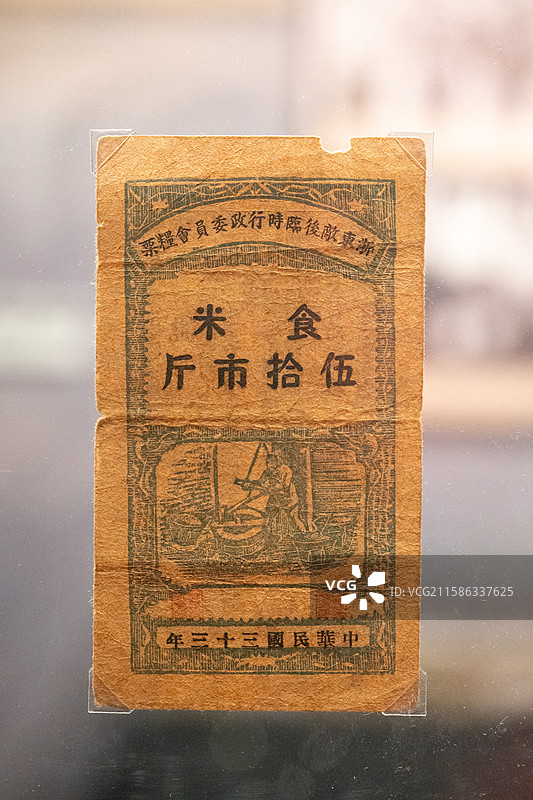 浙東敵後臨時行政委員會糧票
食米
伍拾市斤
中華民國三十三年
VCG
ID:VCG211586337625